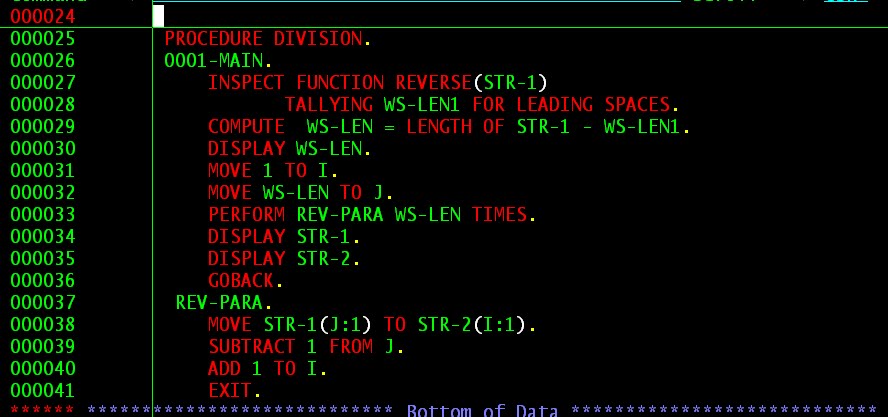 000024
000025 PROCEDURE DIVISION.
000026 0001-MAIN.
000027 INSPECT FUNCTION REVERSE(STR-1)
000028 TALLYING WS-LEN1 FOR LEADING SPACES.
000029 COMPUTE WS-LEN = LENGTH OF STR-1 - WS-LEN1.
000030 DISPLAY WS-LEN.
000031 MOVE 1 TO I.
000032 MOVE WS-LEN TO J.
000033 PERFORM REV-PARA WS-LEN TIMES.
000034 DISPLAY STR-1.
000035 DISPLAY STR-2.
000036 GOBACK.
000037 REV-PARA.
000038 MOVE STR-1(J:1) TO STR-2(I:1).
000039 SUBTRACT 1 FROM J.
000040 ADD 1 TO I.
000041 EXIT.
****** **************************** Bottom of Data ****************************